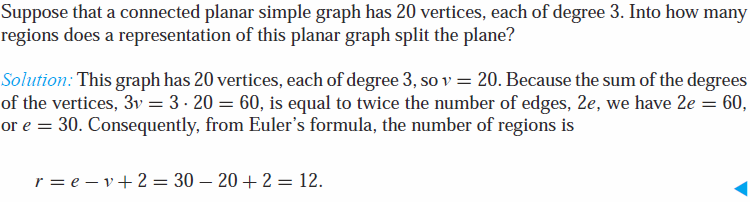 Suppose that a connected planar simple graph has 20 vertices, each of degree 3. Into how many
regions does a representation of this planar graph split the plane?
Solution: This graph has 20 vertices, each of degree 3, so v = 20. Because the sum of the degrees
of the vertices, 3v = 3 · 20 = 60, is equal to twice the number of edges, 2e, we have 2e = 60,
or e = 30. Consequently, from Euler's formula, the number of regions is
r = e − v + 2 = 30 − 20 + 2 = 12.